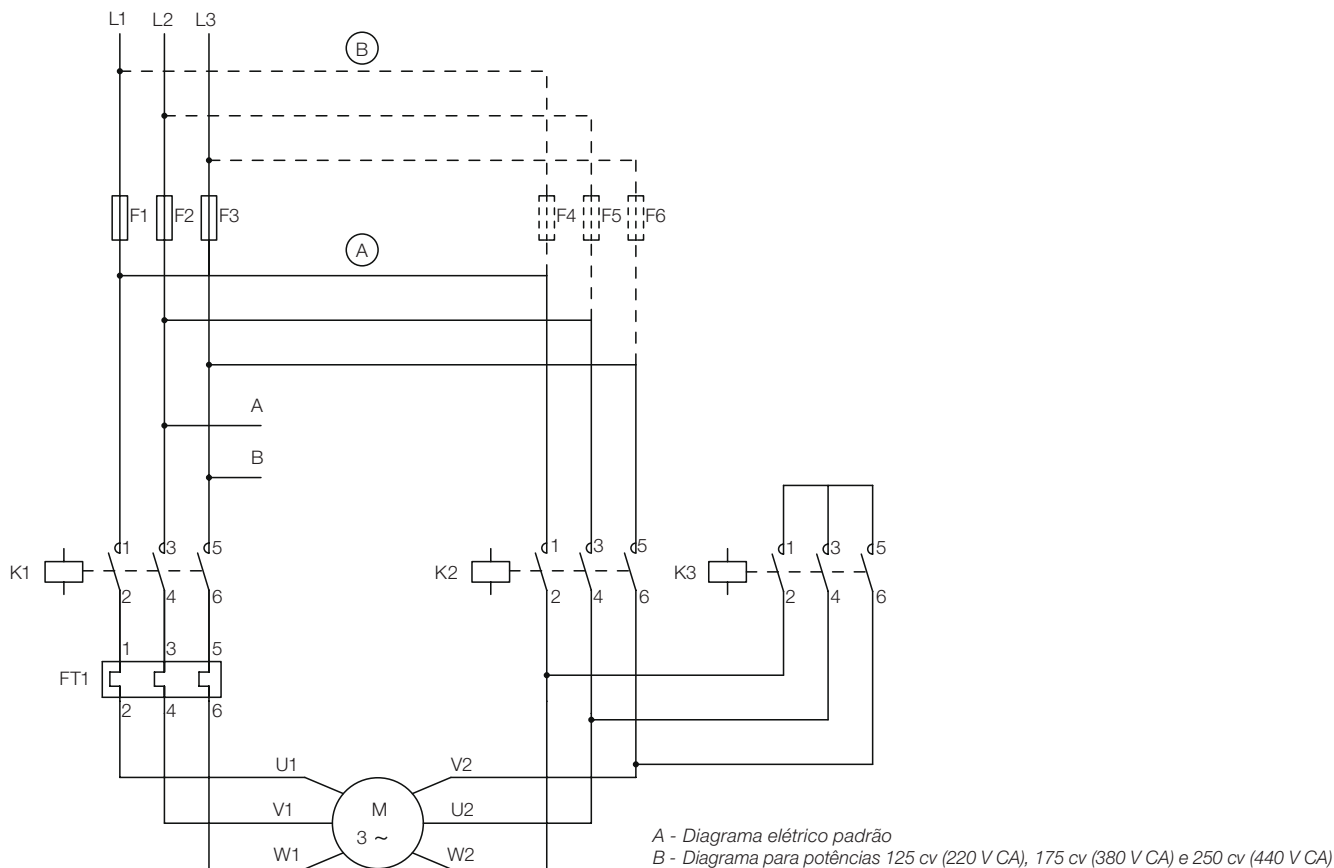 L1 L2 L3
B
F1 F2 F3 F4 F5 F6
A
A
B
1 3 5 1 3 5 1 3 5
K1 K2 K3
2 4 6 2 4 6 2 4 6
1 3 5
FT1
2 4 6
U1 V2
V1 M U2
3 ~
W1 W2
A - Diagrama elétrico padrão
B - Diagrama para potências 125 cv (220 V CA), 175 cv (380 V CA) e 250 cv (440 V CA)